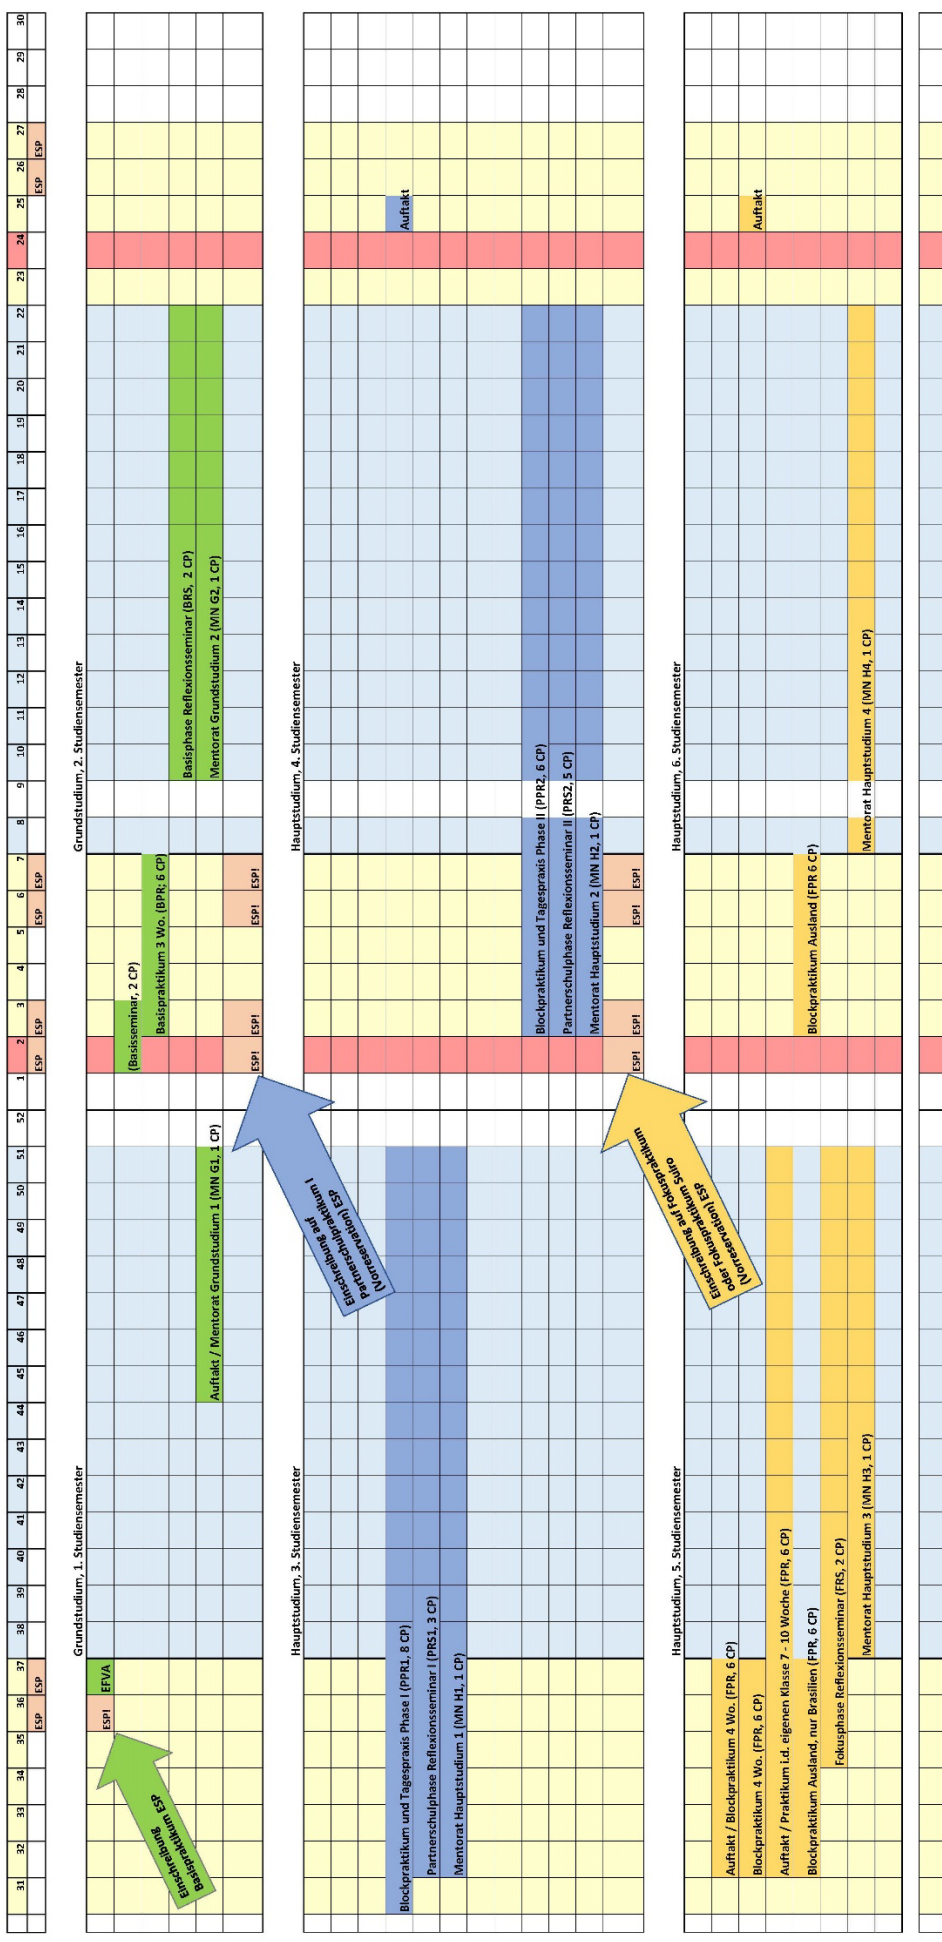 31 32 33 34 35 36 37 38 39 40 41 42 43 44 45 46 47 48 49 50 51 52 1 2 3 4 5 6 7 8 9 10 11 12 13 14 15 16 17 18 19 20 21 22 23 24 25 26 27 28 29 30
ESP ESP ESP ESP ESP ESP ESP ESP
Grundstudium, 1. Studiensemester
Grundstudium, 2. Studiensemester
Einschreibung
Basispraktikum ESP
ESP!
EFVA
(Basisseminar, 2 CP)
Basispraktikum 3 Wo. (BPR; 6 CP)
Basisphase Reflexionsseminar (BRS, 2 CP)
Auftakt / Mentorat Grundstudium 1 (MN G1, 1 CP)
Mentorat Grundstudium 2 (MN G2, 1 CP)
ESP! ESP! ESP! ESP!
Einschreibung auf
Partnerschulpraktikum I
(Vorreservation) ESP
Hauptstudium, 3. Studiensemester
Hauptstudium, 4. Studiensemester
Blockpraktikum und Tagespraxis Phase I (PPR1, 8 CP)
Auftakt
Partnerschulphase Reflexionsseminar I (PRS1, 3 CP)
Mentorat Hauptstudium 1 (MN H1, 1 CP)
Blockpraktikum und Tagespraxis Phase II (PPR2, 6 CP)
Partnerschulphase Reflexionsseminar II (PRS2, 5 CP)
Mentorat Hauptstudium 2 (MN H2, 1 CP)
ESP! ESP! ESP! ESP!
Einschreibung auf Fokuspraktikum
oder Fokuspraktikum Suiro
(Vorreservation) ESP
Hauptstudium, 5. Studiensemester
Hauptstudium, 6. Studiensemester
Auftakt / Blockpraktikum 4 Wo. (FPR, 6 CP)
Blockpraktikum 4 Wo. (FPR, 6 CP)
Auftakt
Auftakt / Praktikum i.d. eigenen Klasse 7 - 10 Woche (FPR, 6 CP)
Blockpraktikum Ausland, nur Brasilien (FPR, 6 CP)
Blockpraktikum Ausland (FPR 6 CP)
Fokusphase Reflexionsseminar (FRS, 2 CP)
Mentorat Hauptstudium 3 (MN H3, 1 CP)
Mentorat Hauptstudium 4 (MN H4, 1 CP)